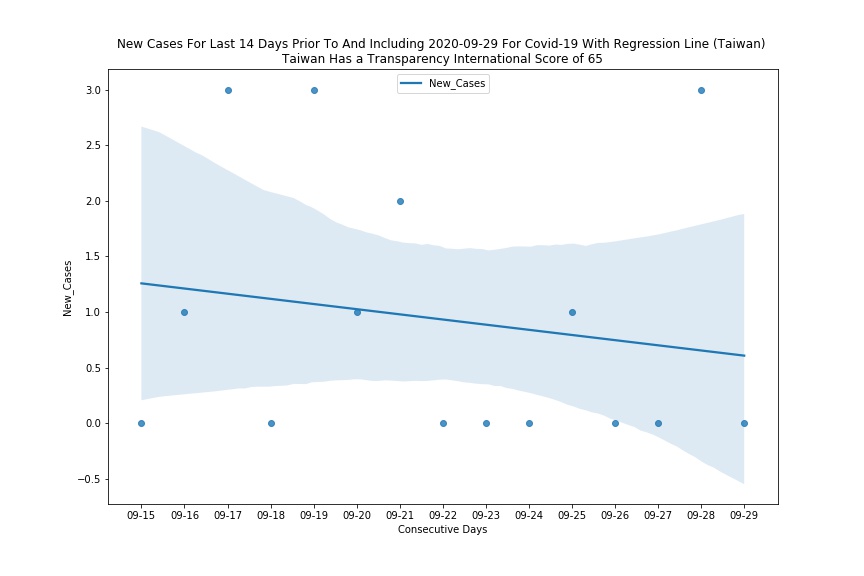 New Cases For Last 14 Days Prior To And Including 2020-09-29 For Covid-19 With Regression Line (Taiwan)
Taiwan Has a Transparency International Score of 65
New_Cases
3.0
2.5
2.0
1.5
1.0
0.5
0.0
−0.5
New_Cases
09-15 09-16 09-17 09-18 09-19 09-20 09-21 09-22 09-23 09-24 09-25 09-26 09-27 09-28 09-29
Consecutive Days